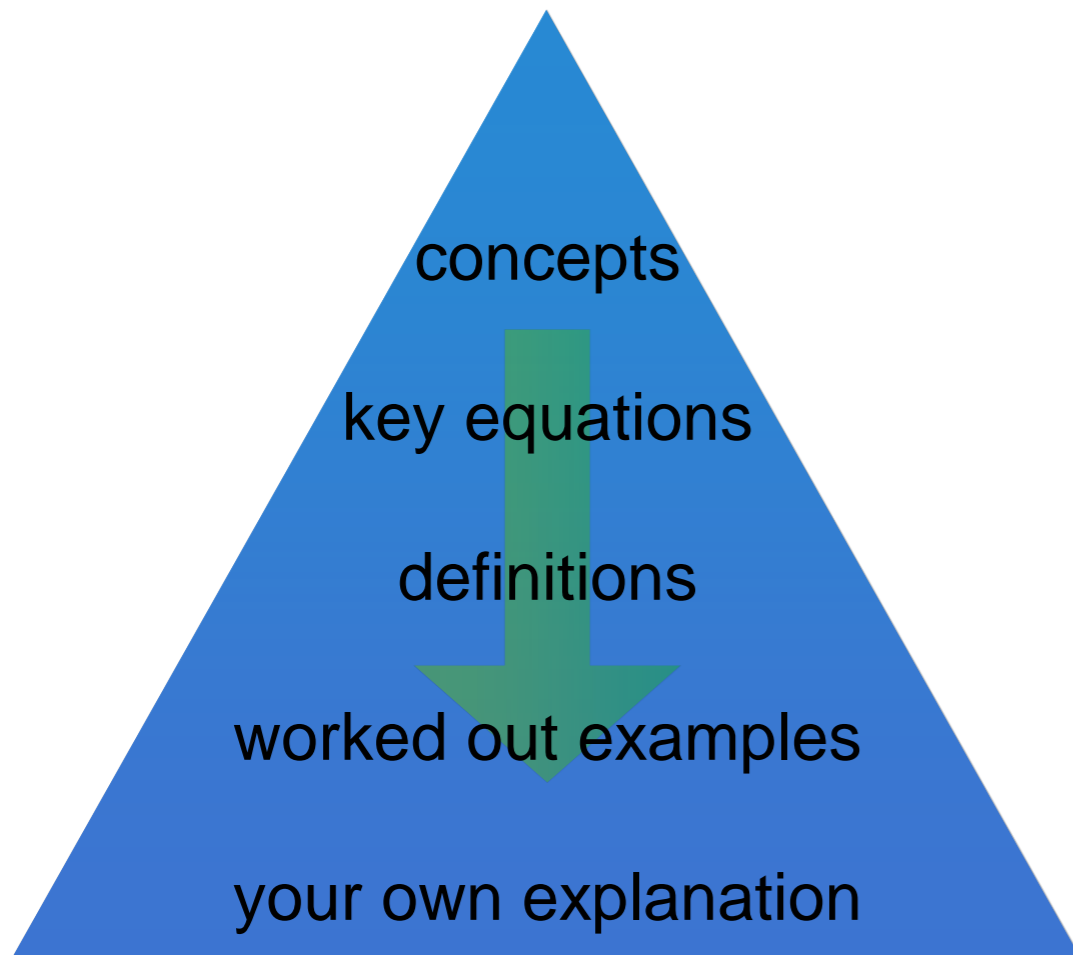 concepts
key equations
definitions
worked out examples
your own explanation